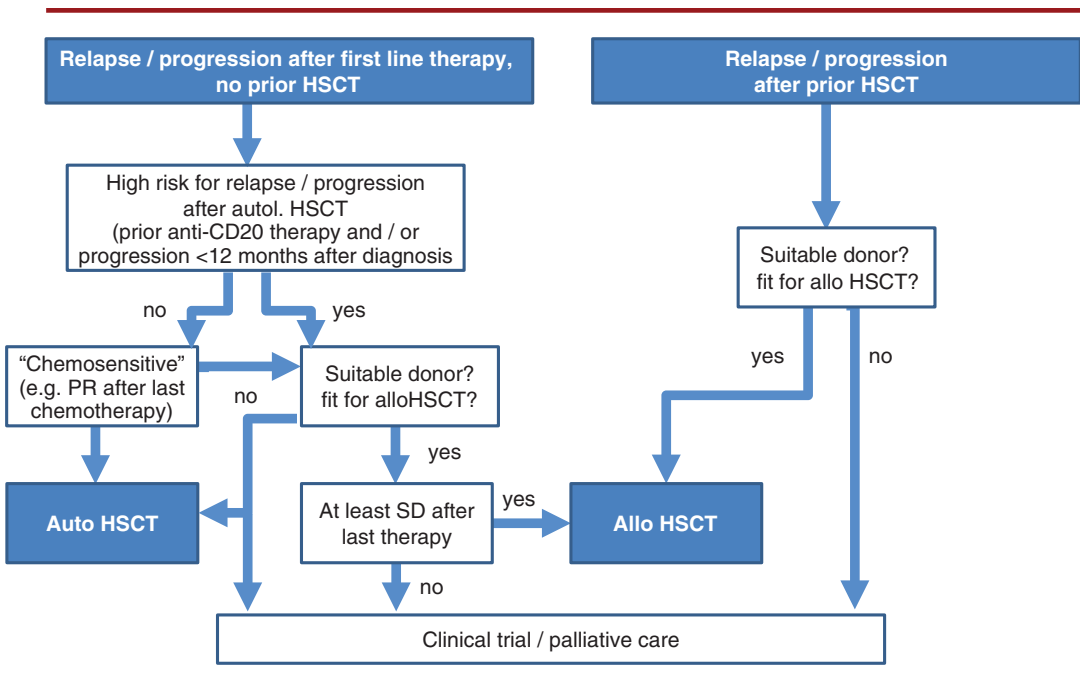 Relapse / progression after first line therapy,
no prior HSCT
Relapse / progression
after prior HSCT
High risk for relapse / progression
after autol. HSCT
(prior anti-CD20 therapy and / or
progression <12 months after diagnosis
Suitable donor?
fit for allo HSCT?
no
yes
"Chemosensitive"
(e.g. PR after last
chemotherapy)
no
Suitable donor?
fit for alloHSCT?
yes
no
yes
Auto HSCT
At least SD after
last therapy
yes
Allo HSCT
no
Clinical trial / palliative care